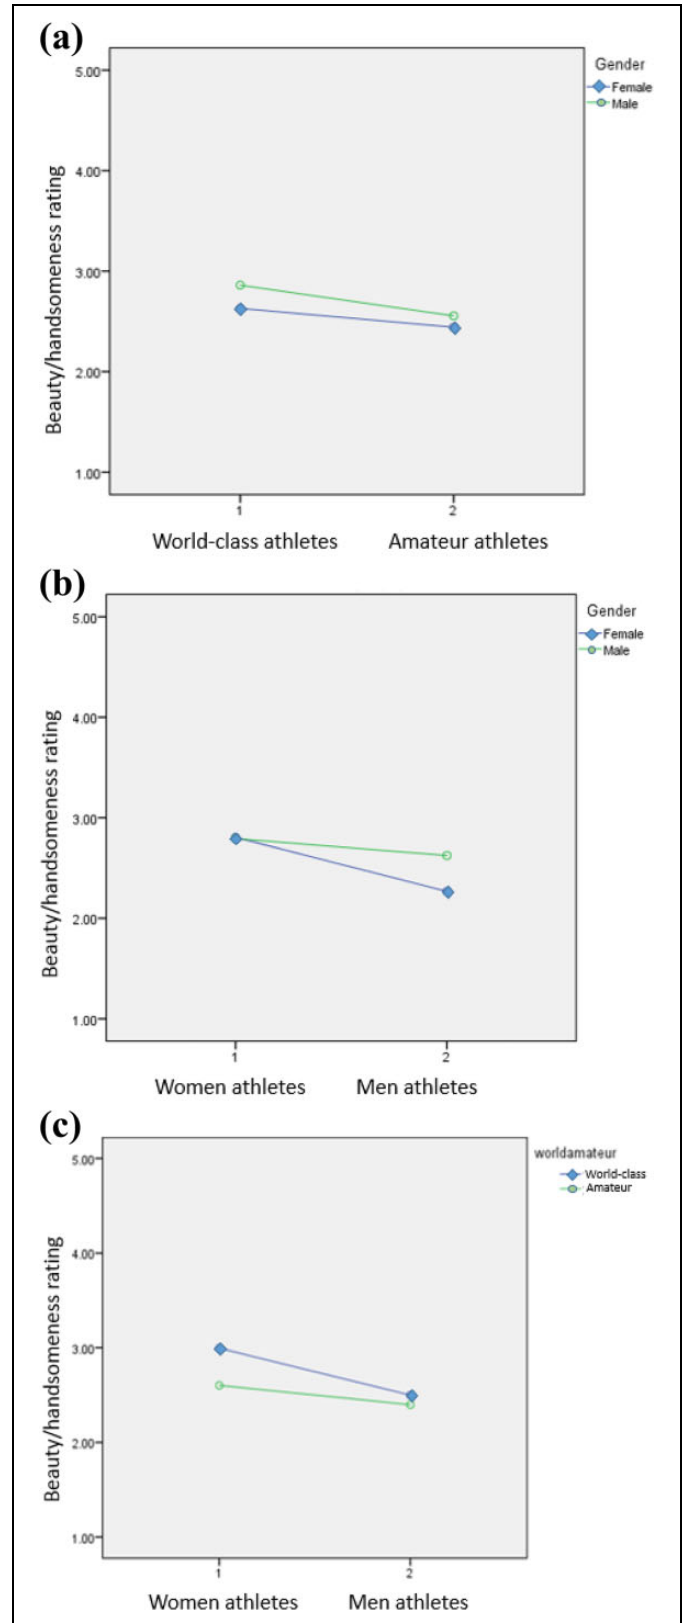 (a)
5.00
4.00
3.00
2.00
1.00
Beauty/handsomeness rating
Gender
Female
Male
1 2
World-class athletes Amateur athletes
(b)
5.00
4.00
3.00
2.00
1.00
Beauty/handsomeness rating
Gender
Female
Male
1 2
Women athletes Men athletes
(c)
5.00
4.00
3.00
2.00
1.00
Beauty/handsomeness rating
worldamateur
World-class
Amateur
1 2
Women athletes Men athletes